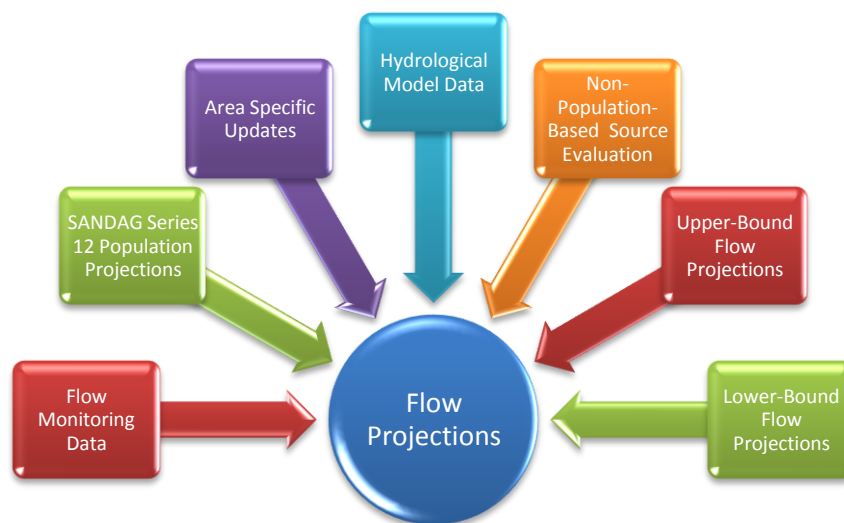 Flow
Monitoring
Data
SANDAG Series
12 Population
Projections
Area Specific
Updates
Hydrological
Model Data
Non-
Population-
Based Source
Evaluation
Upper-Bound
Flow
Projections
Lower-Bound
Flow
Projections
Flow
Projections